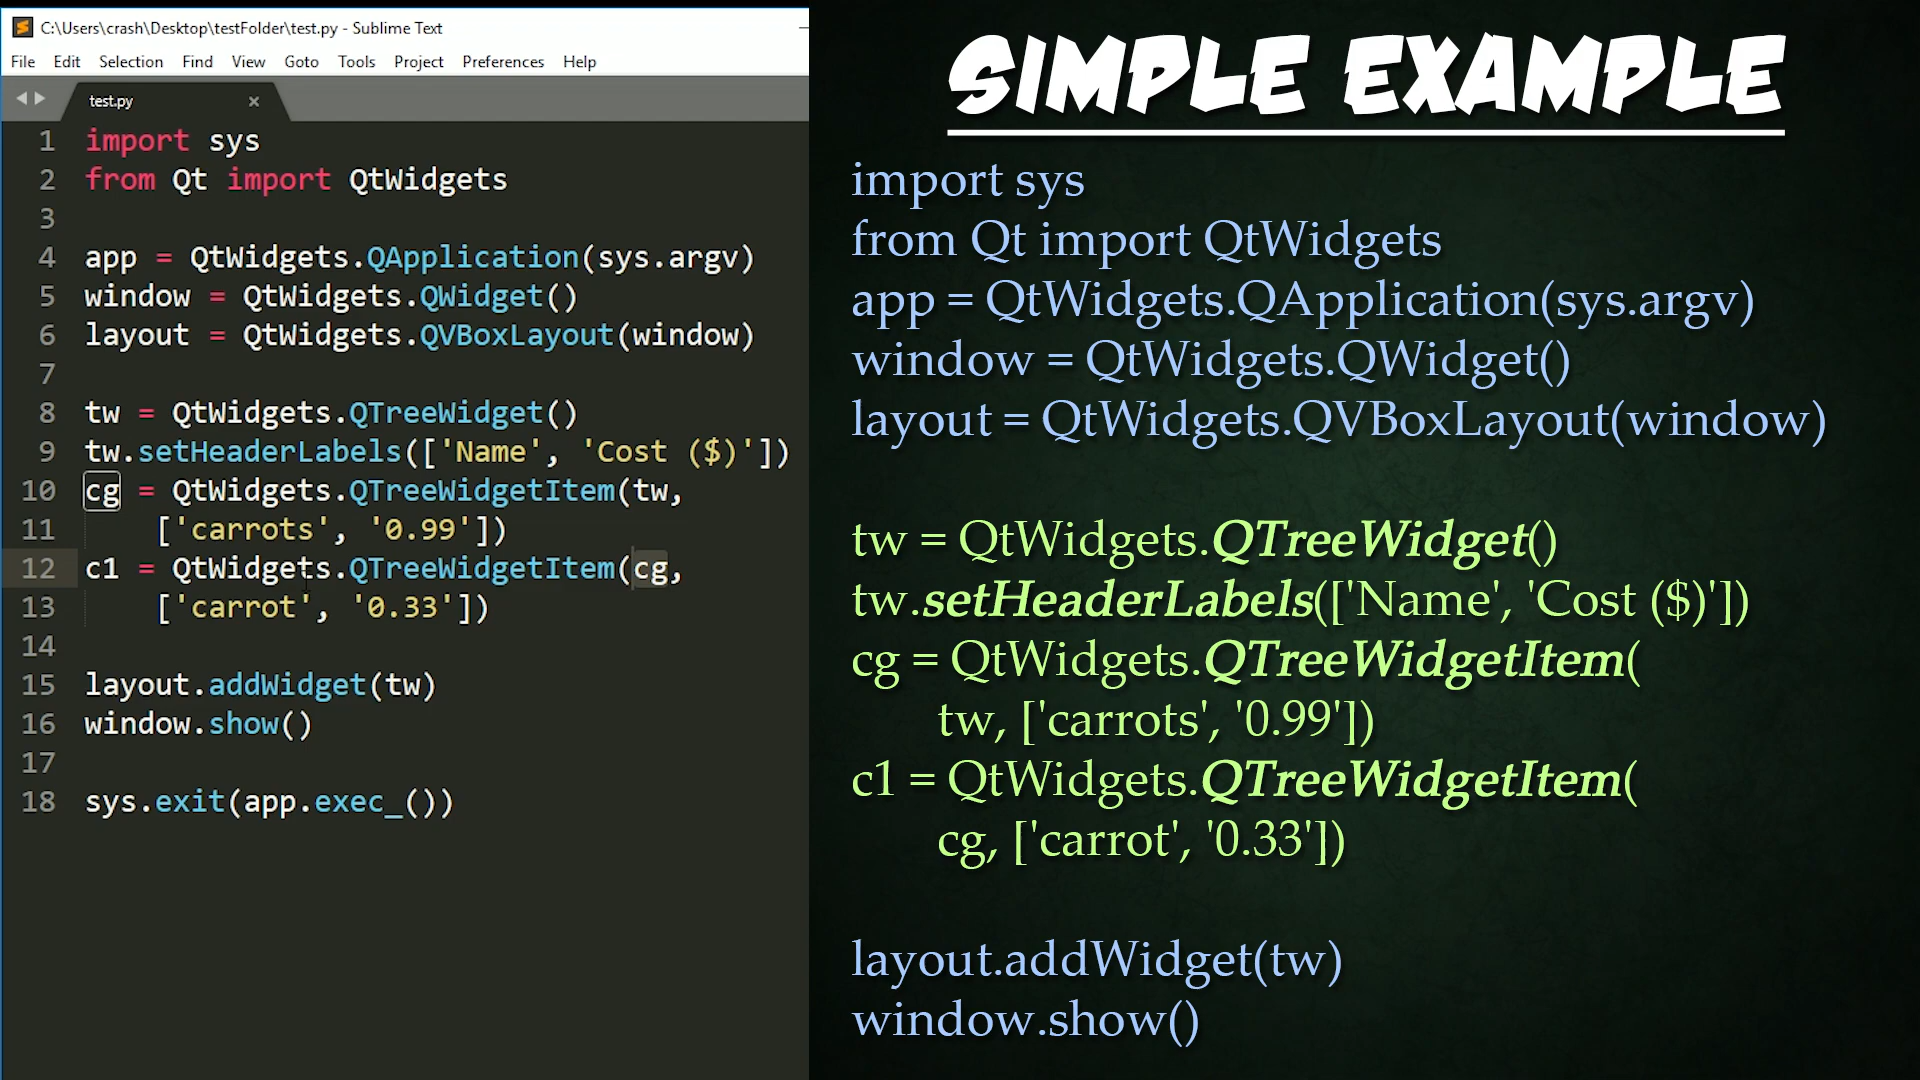 C:\Users\crash\Desktop\testFolder\test.py - Sublime Text
File Edit Selection Find View Goto Tools Project Preferences Help
test.py ×
1 import sys
2 from Qt import QtWidgets
3
4 app = QtWidgets.QApplication(sys.argv)
5 window = QtWidgets.QWidget()
6 layout = QtWidgets.QVBoxLayout(window)
7
8 tw = QtWidgets.QTreeWidget()
9 tw.setHeaderLabels(['Name', 'Cost ($)'])
10 cg = QtWidgets.QTreeWidgetItem(tw,
11 ['carrots', '0.99'])
12 c1 = QtWidgets.QTreeWidgetItem(cg,
13 ['carrot', '0.33'])
14
15 layout.addWidget(tw)
16 window.show()
17
18 sys.exit(app.exec_())
SIMPLE EXAMPLE
import sys
from Qt import QtWidgets
app = QtWidgets.QApplication(sys.argv)
window = QtWidgets.QWidget()
layout = QtWidgets.QVBoxLayout(window)
tw = QtWidgets.QTreeWidget()
tw.setHeaderLabels(['Name', 'Cost ($)'])
cg = QtWidgets.QTreeWidgetItem(
tw, ['carrots', '0.99'])
c1 = QtWidgets.QTreeWidgetItem(
cg, ['carrot', '0.33'])
layout.addWidget(tw)
window.show()